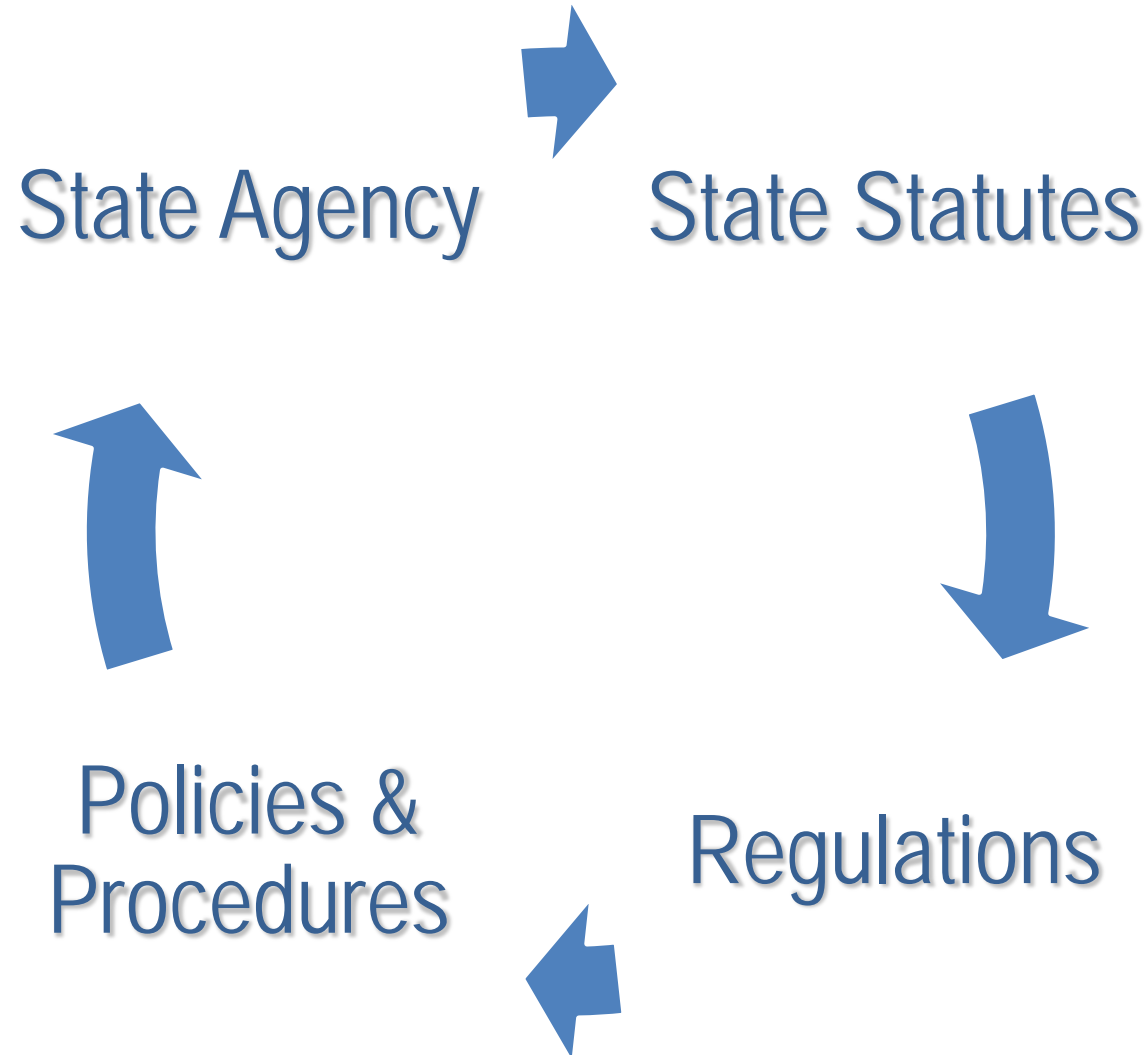 State Agency
State Statutes
Policies &
Procedures
Regulations